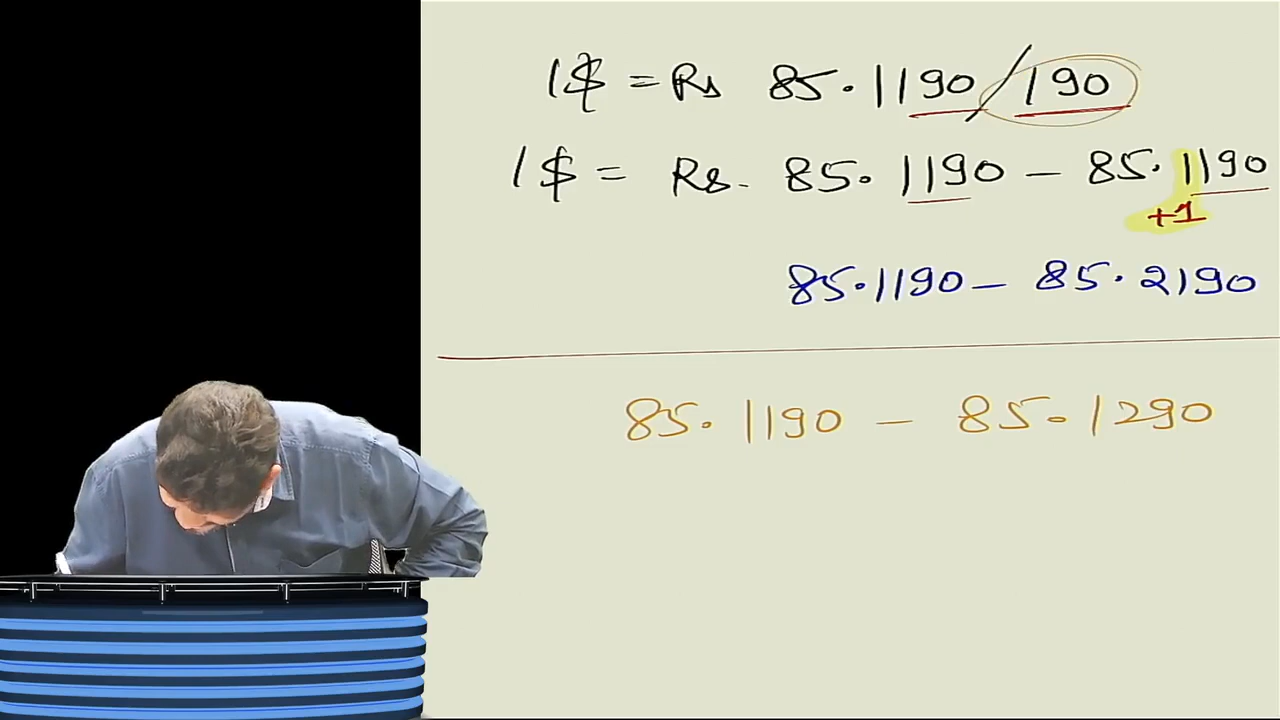 1$ = Rs 85.1190/190
1$ = Rs. 85.1190 – 85.1190
+1
85.1190 – 85.2190
85.1190 – 85.1290